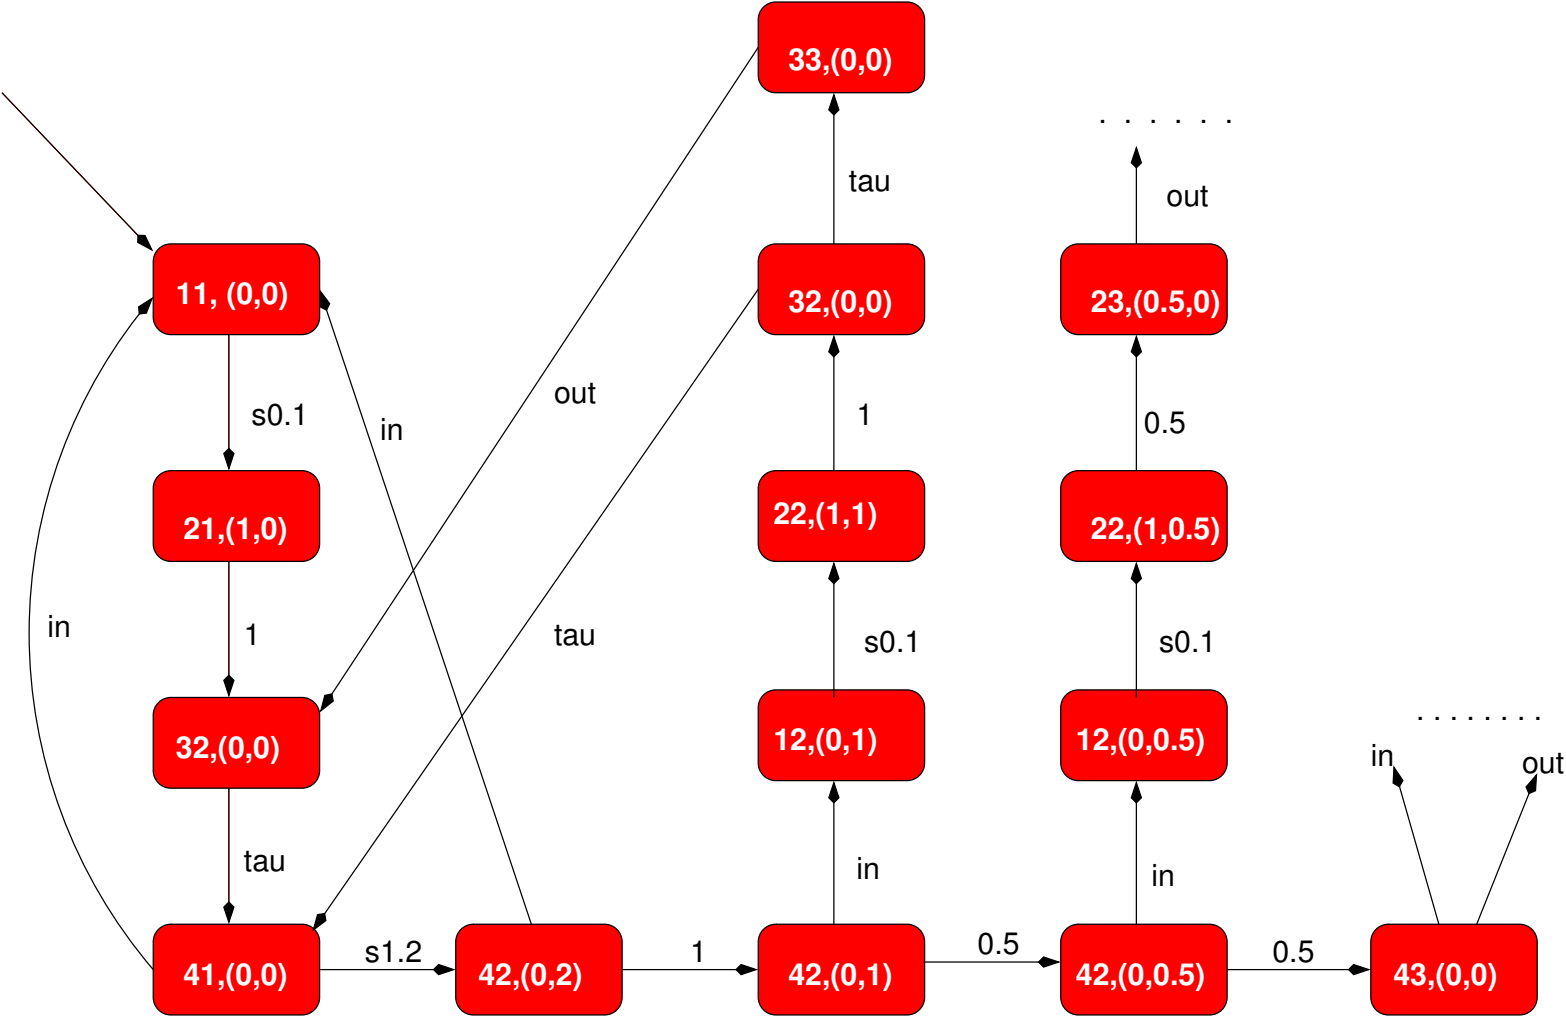 33,(0,0)
. . . . . .
tau
out
11, (0,0)
32,(0,0)
23,(0.5,0)
out
s0.1
in
1
0.5
21,(1,0)
22,(1,1)
22,(1,0.5)
in
1
tau
s0.1
s0.1
32,(0,0)
12,(0,1)
12,(0,0.5)
. . . . . . . .
in
out
tau
in
in
s1.2
1
0.5
0.5
41,(0,0)
42,(0,2)
42,(0,1)
42,(0,0.5)
43,(0,0)